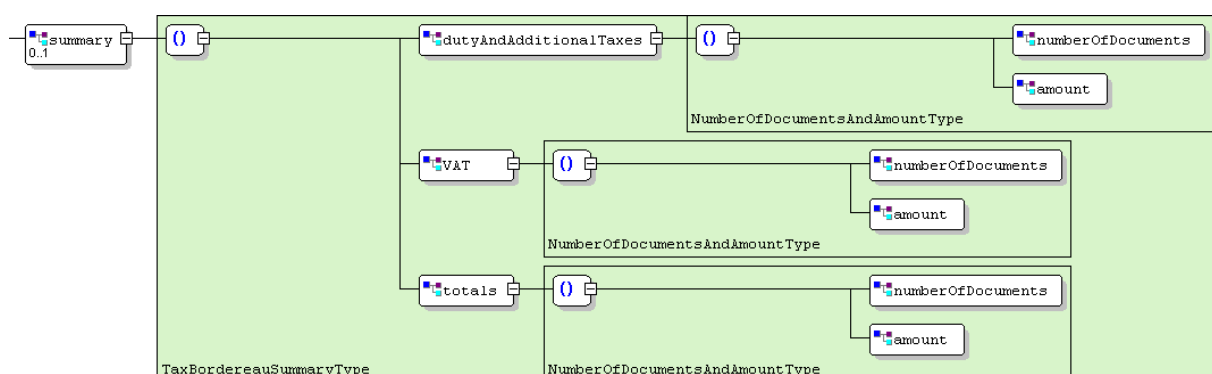 summary
0..1
()
dutyAndAdditionalTaxes
()
numberOfDocuments
amount
NumberOfDocumentsAndAmountType
VAT
()
numberOfDocuments
amount
NumberOfDocumentsAndAmountType
totals
()
numberOfDocuments
amount
TaxBordereauSummaryType
NumberOfDocumentsAndAmountType